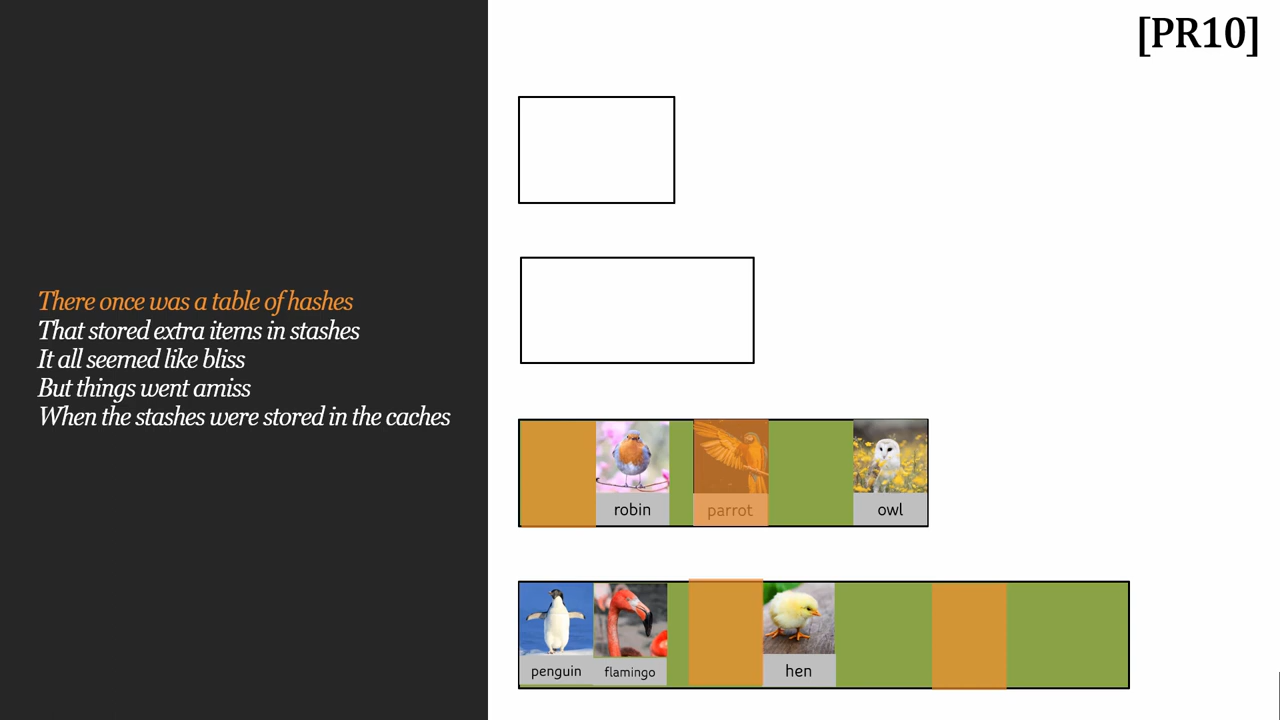 [PR10]
There once was a table of hashes
That stored extra items in stashes
It all seemed like bliss
But things went amiss
When the stashes were stored in the caches
robin
parrot
owl
penguin
flamingo
hen